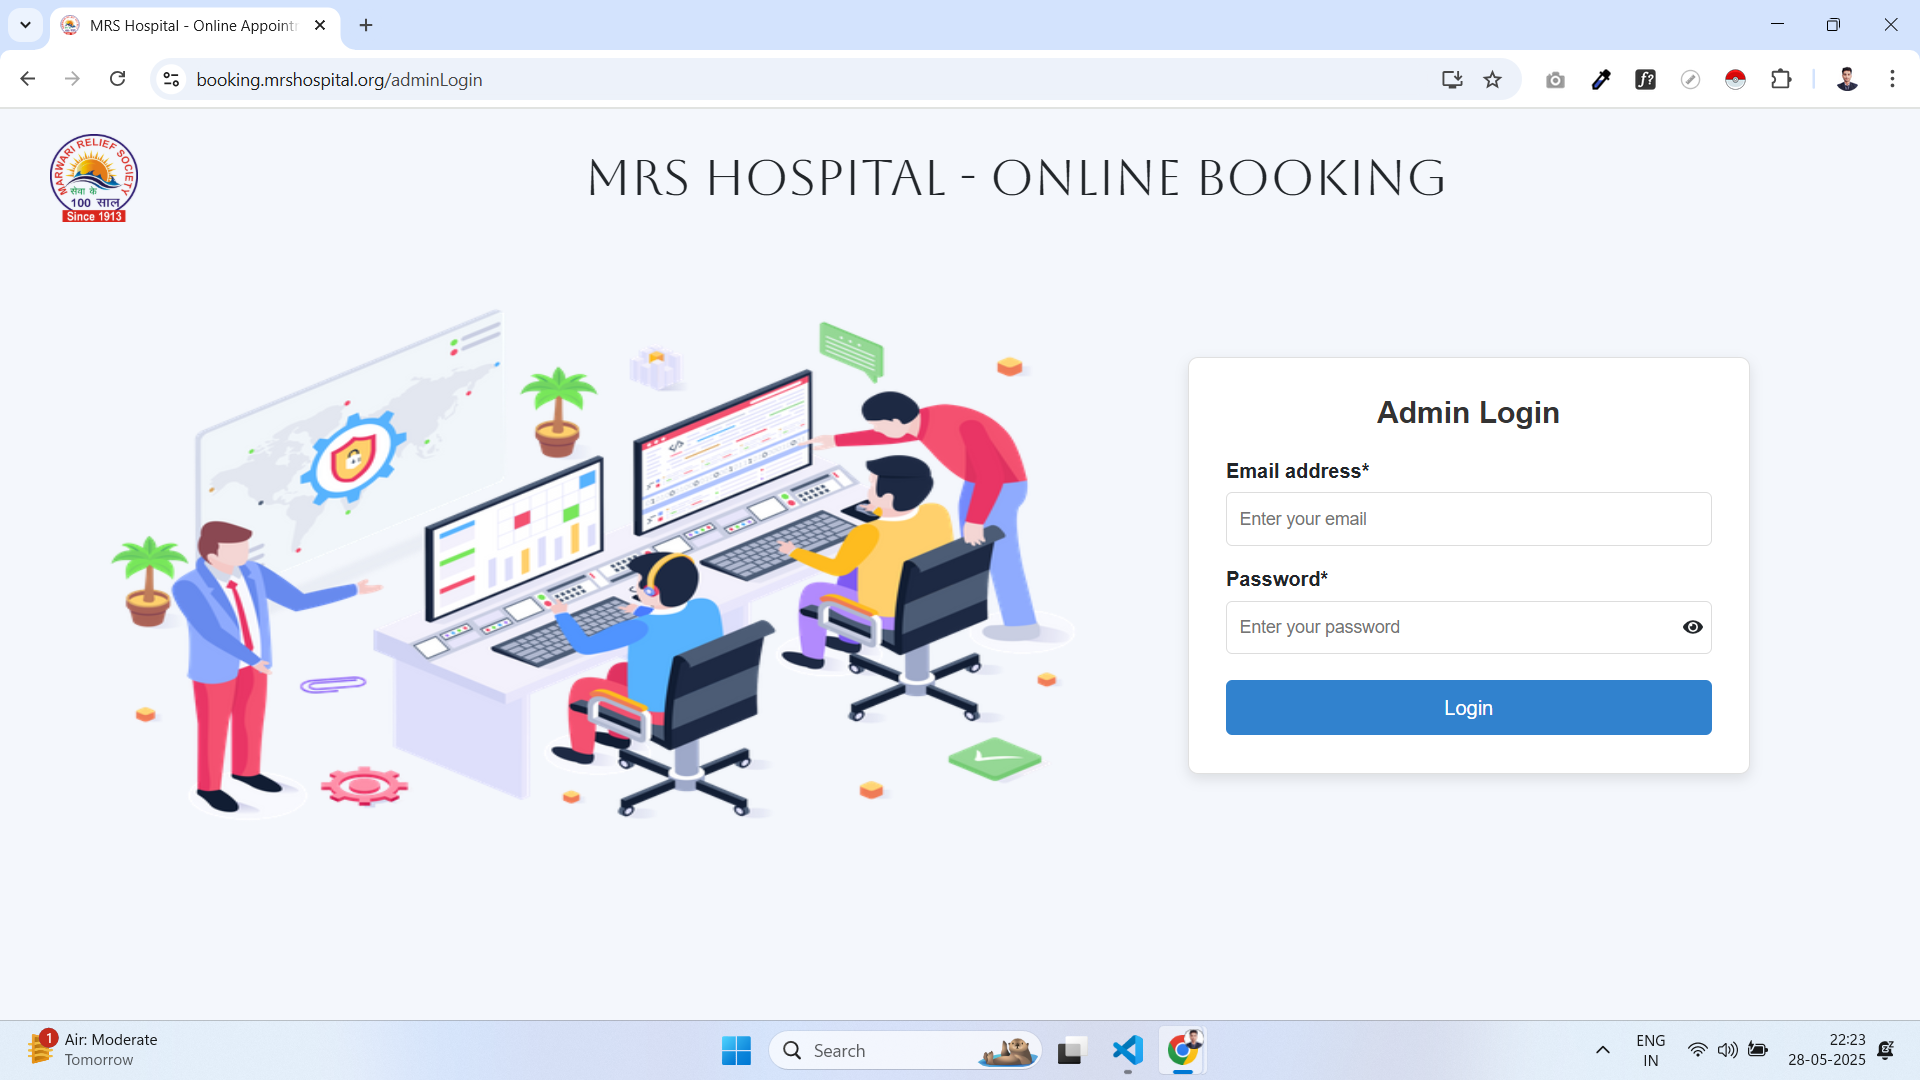 MRS Hospital - Online Appoint
booking.mrshospital.org/adminLogin
MARWARI RELIEF SOCIETY
सेवा के
100 साल
Since 1913
MRS HOSPITAL - ONLINE BOOKING
Admin Login
Email address*
Enter your email
Password*
Enter your password
Login
1
Air: Moderate
Tomorrow
Search
ENG
IN
22:23
28-05-2025